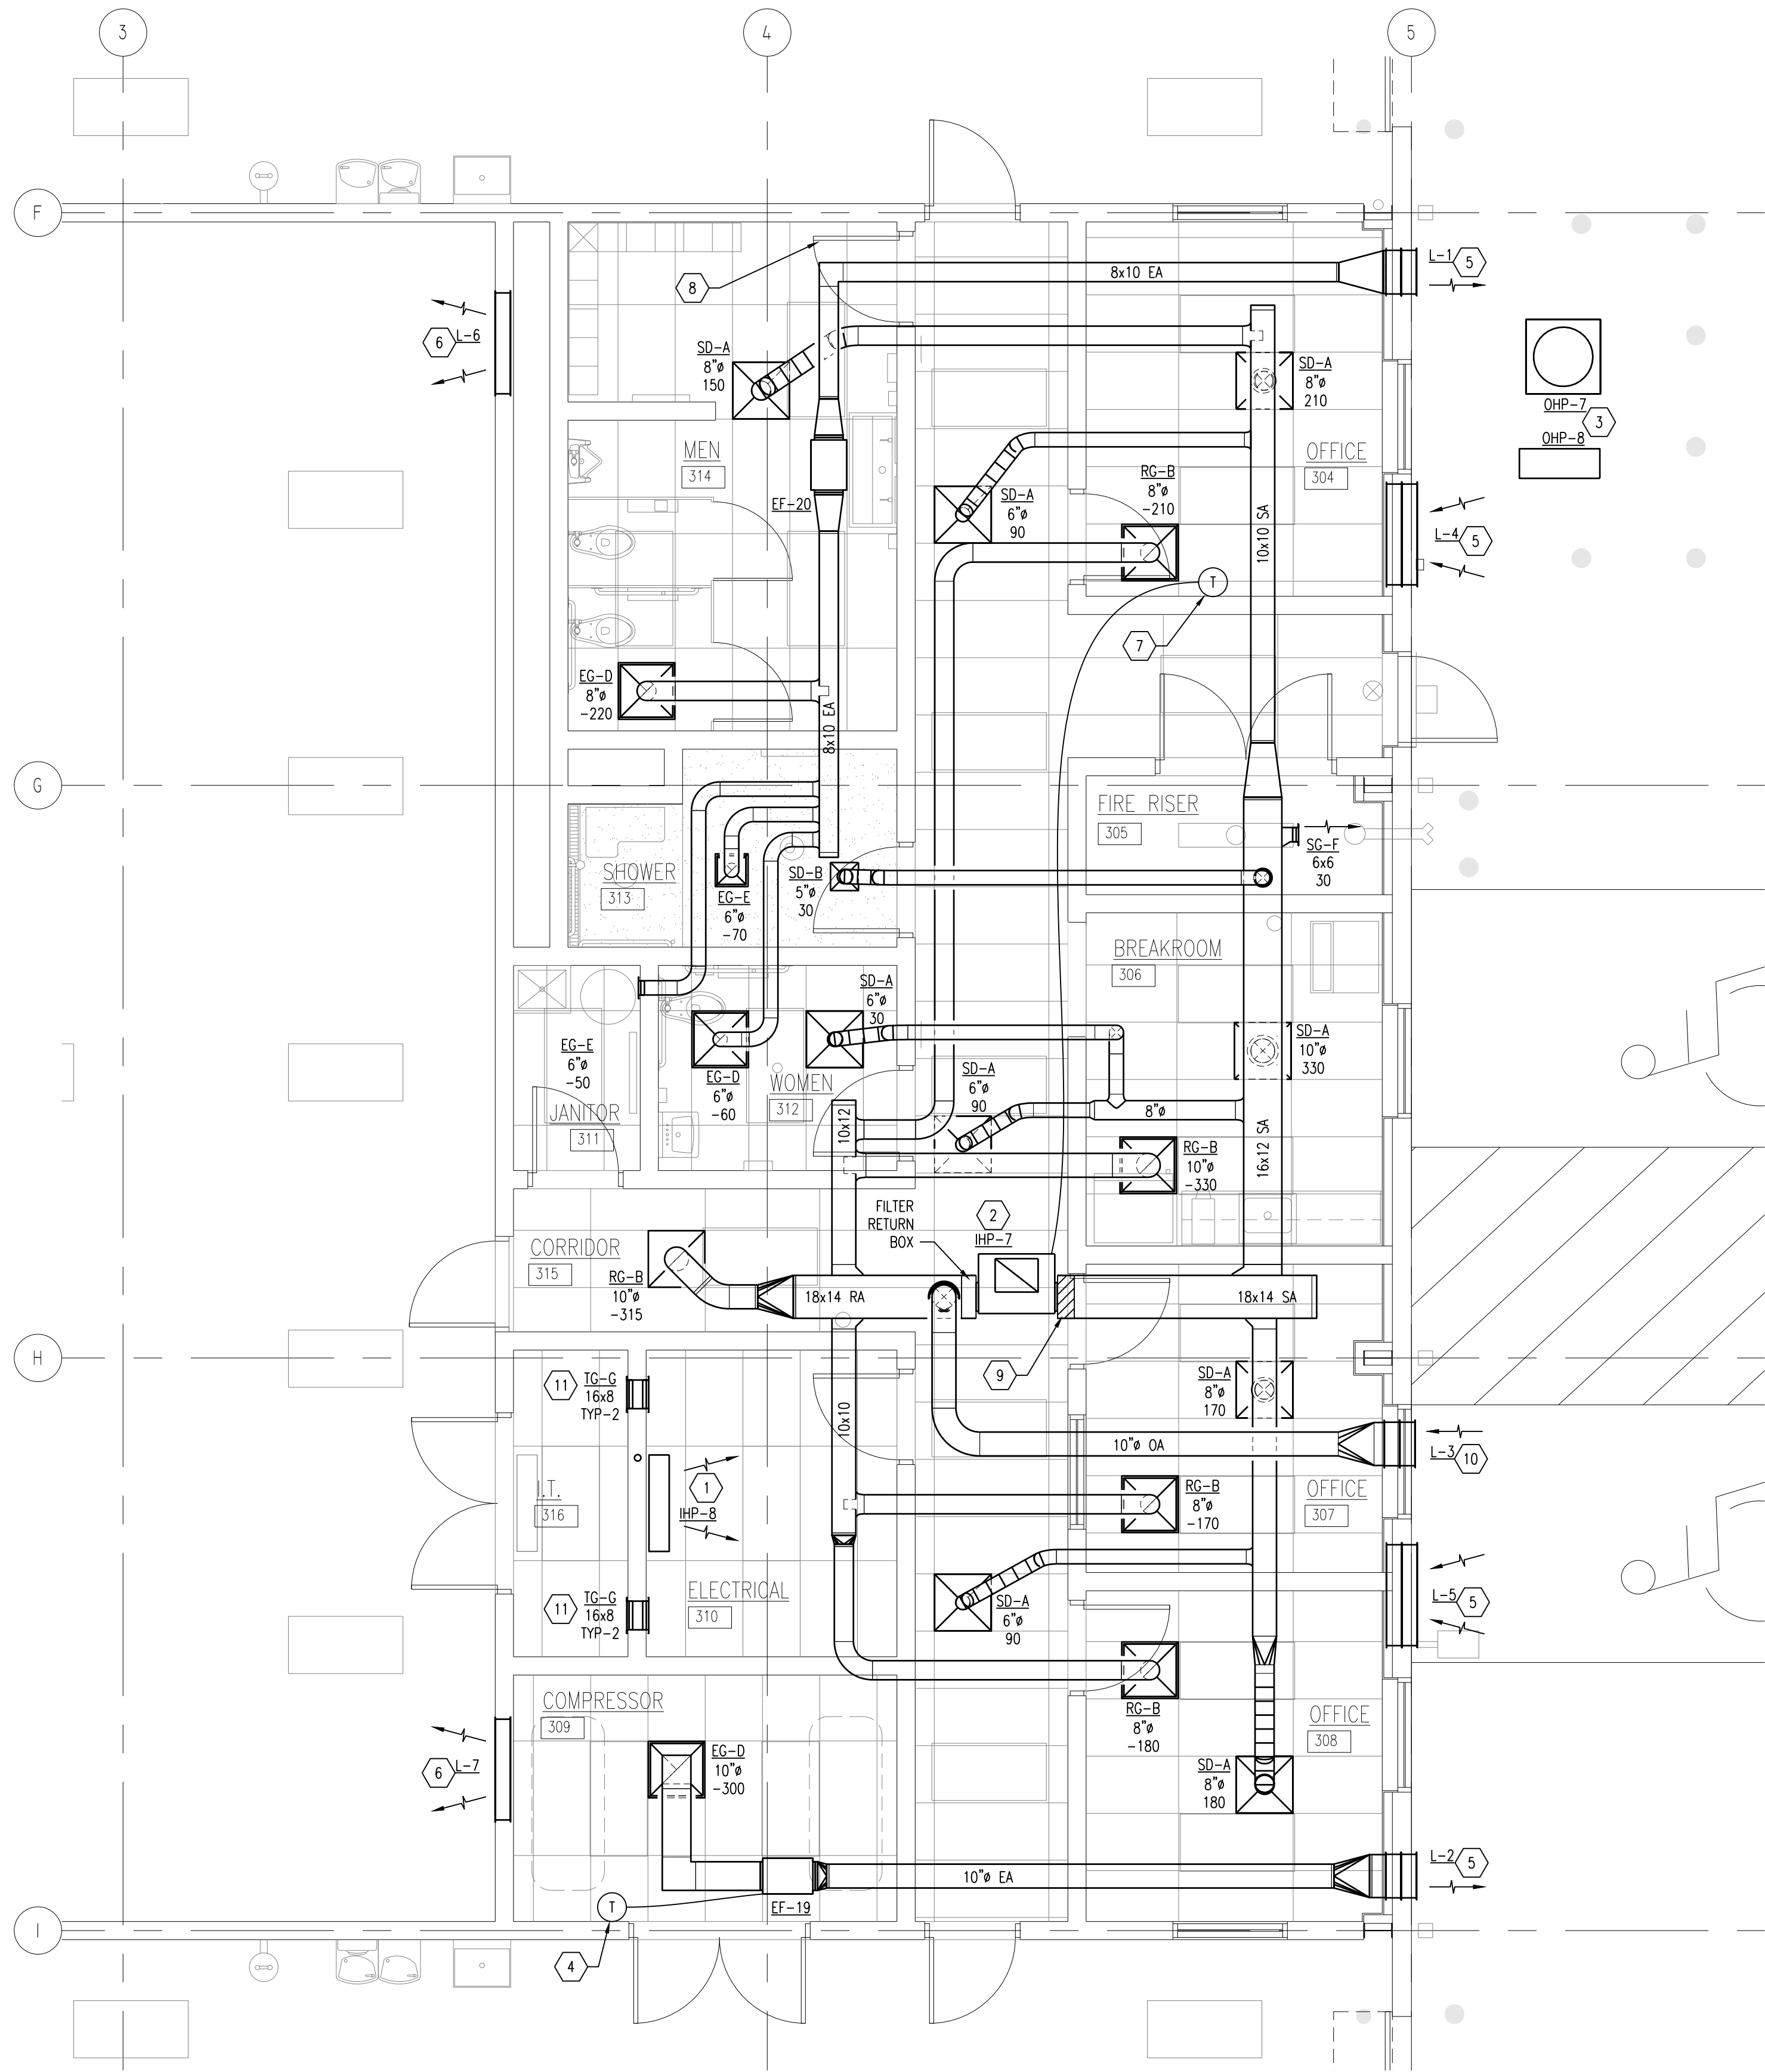 3
4
5
F
8x10 EA
L-1
5
8
6
L-6
SD-A
8"ø
150
SD-A
8"ø
210
OHP-7
3
OHP-8
MEN
314
OFFICE
304
EF-20
SD-A
6"ø
90
RG-B
8"ø
-210
10x10 SA
L-4
5
T
7
EG-D
8"ø
-220
8x10 EA
G
FIRE RISER
305
SG-F
6x6
30
SHOWER
313
EG-E
6"ø
-70
SD-B
5"ø
30
BREAKROOM
306
SD-A
6"ø
30
EG-E
6"ø
-50
SD-A
10"ø
330
EG-D
6"ø
-60
WOMEN
312
SD-A
6"ø
90
JANITOR
311
10x12
8"ø
16x12 SA
RG-B
10"ø
-330
FILTER
RETURN
BOX
2
IHP-7
CORRIDOR
315
RG-B
10"ø
-315
18x14 RA
18x14 SA
H
9
11
TG-G
16x8
TYP-2
SD-A
8"ø
170
10x10
10"ø OA
L-3
10
I.T.
316
1
IHP-8
RG-B
8"ø
-170
OFFICE
307
11
TG-G
16x8
TYP-2
ELECTRICAL
310
SD-A
6"ø
90
L-5
5
COMPRESSOR
309
RG-B
8"ø
-180
OFFICE
308
6
L-7
EG-D
10"ø
-300
SD-A
8"ø
180
10"ø EA
L-2
5
T
EF-19
I
4